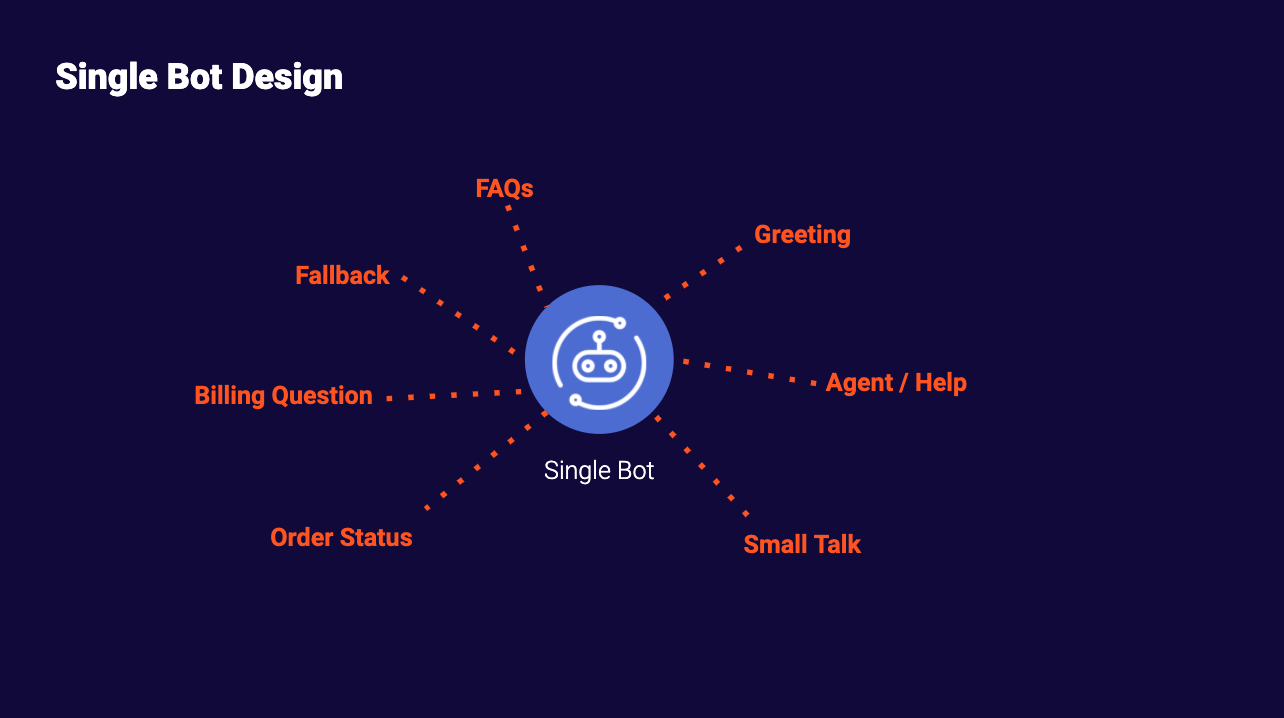 Single Bot Design
FAQs
Greeting
Fallback
Agent / Help
Billing Question
Single Bot
Order Status
Small Talk